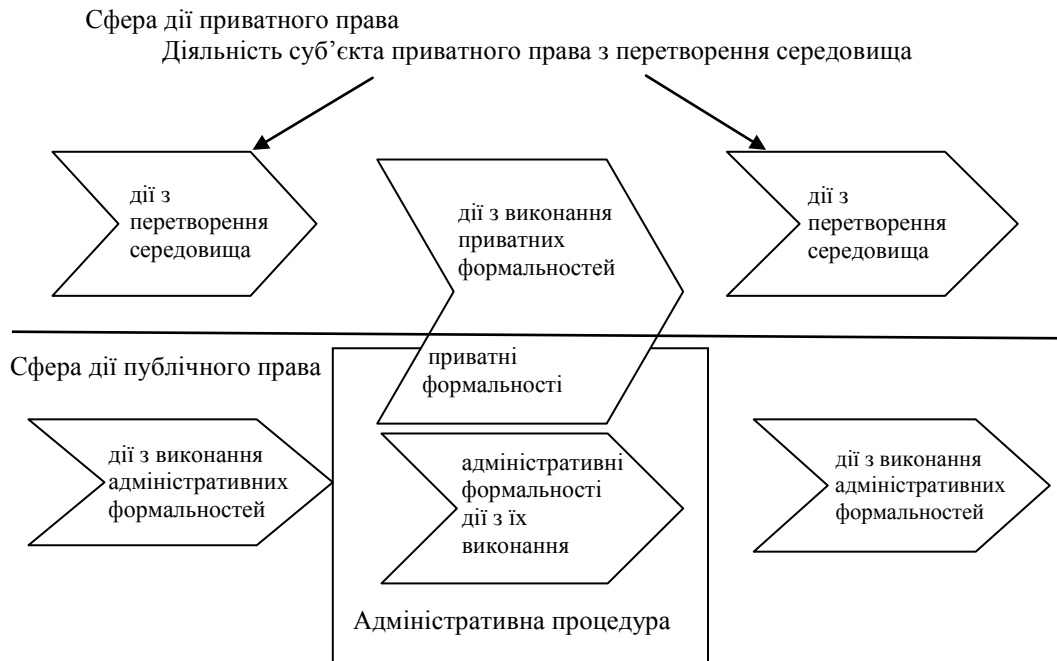 Сфера дії приватного права
Діяльність суб’єкта приватного права з перетворення середовища
дії з
перетворення
середовища
дії з виконання
приватних
формальностей
дії з
перетворення
середовища
Сфера дії публічного права
приватні
формальності
дії з виконання
адміністративних
формальностей
адміністративні
формальності
дії з їх
виконання
дії з виконання
адміністративних
формальностей
Адміністративна процедура